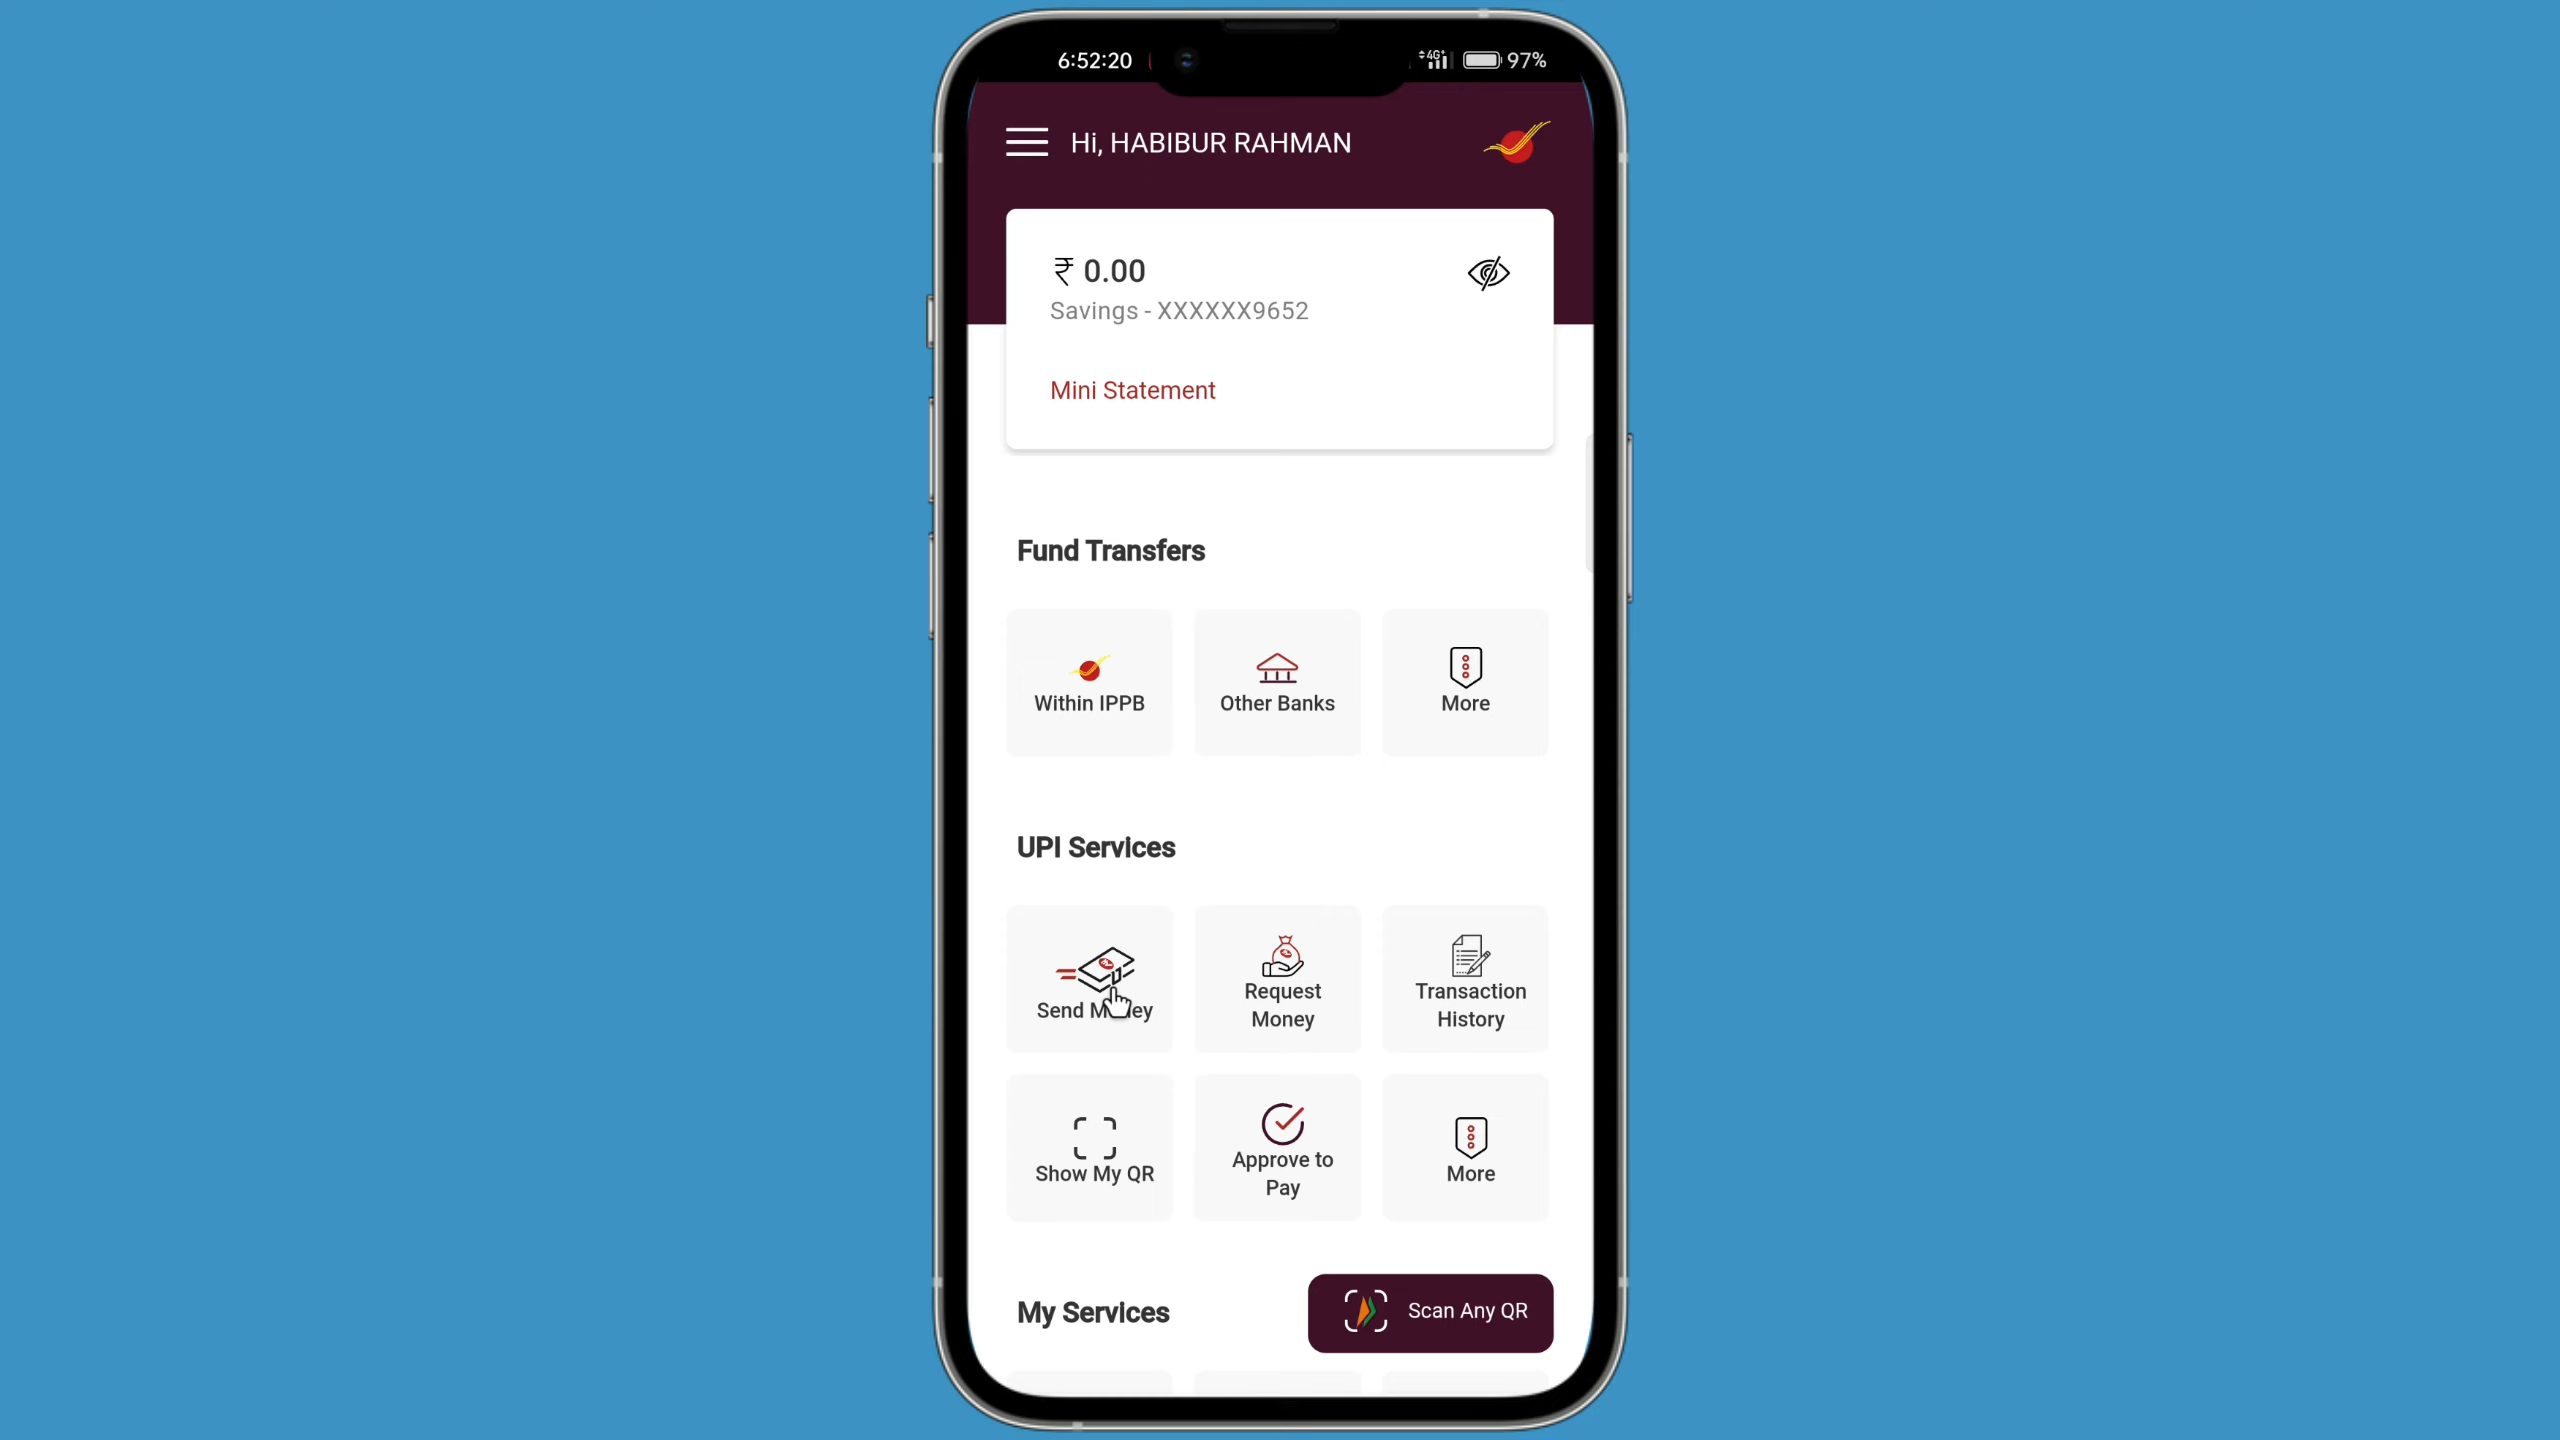 6:52:20
4G+
97%
Hi, HABIBUR RAHMAN
₹ 0.00
Savings - XXXXXX9652
Mini Statement
Fund Transfers
Within IPPB
Other Banks
More
UPI Services
Send
Request
Money
Transaction
History
Show My QR
Approve to
Pay
More
My Services
Scan Any QR